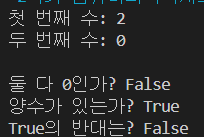 첫 번째 수: 2
두 번째 수: 0
둘 다 0인가? False
양수가 있는가? True
True의 반대는? False